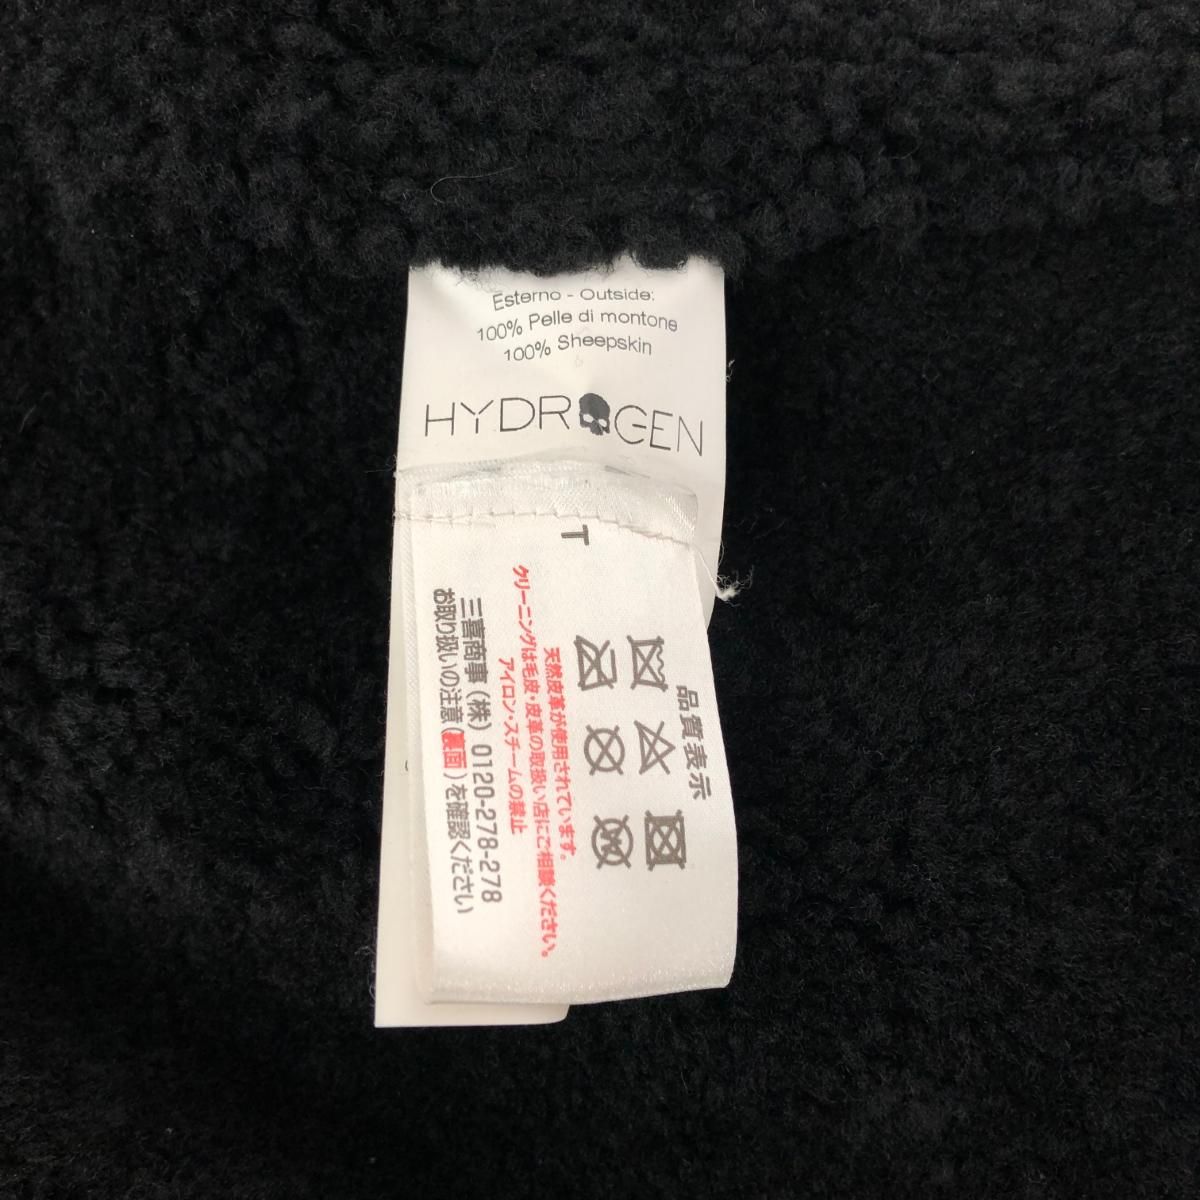 Esterno - Outside:
100% Pelle di montone
100% Sheepskin
HYDROGEN
T
品質表示
天然皮革が使用されています。
クリーニングは毛皮・皮革の取扱い店にご相談ください。
アイロン・スチームの禁止
三喜商事(株) 0120-278-278
お取り扱いの注意(裏面)を確認ください